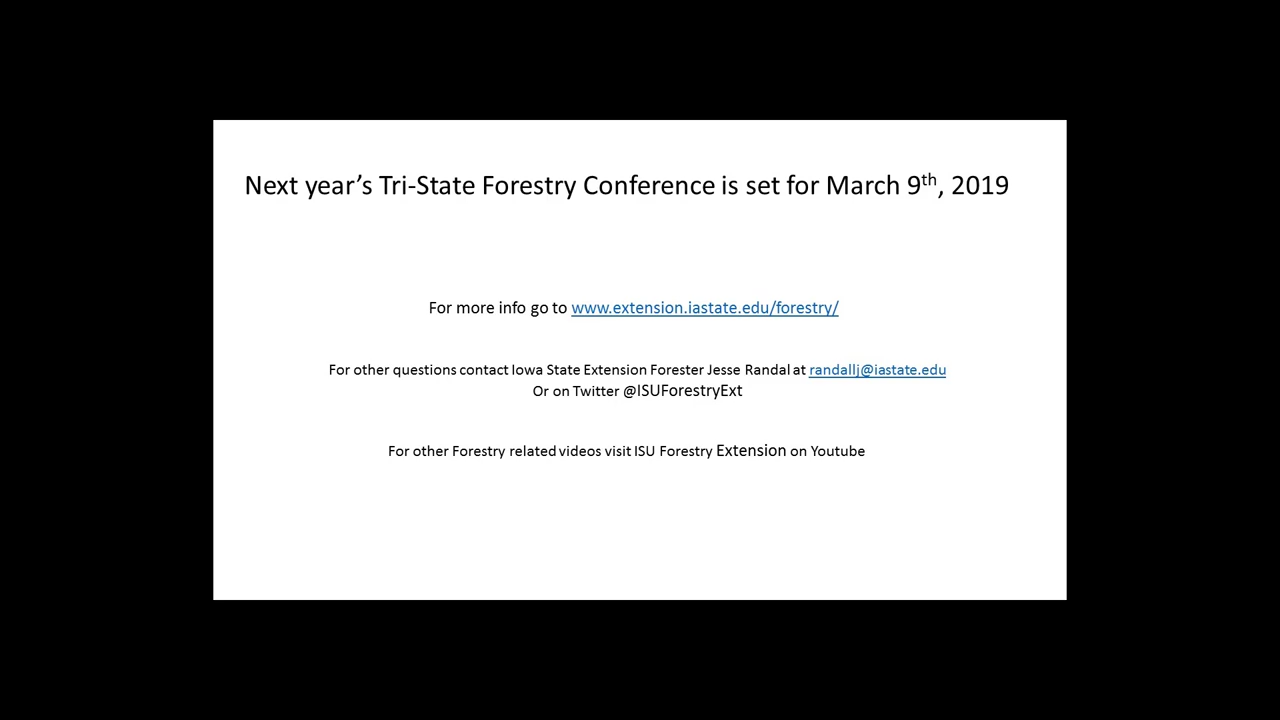 Next year’s Tri-State Forestry Conference is set for March 9th, 2019
For more info go to www.extension.iastate.edu/forestry/
For other questions contact Iowa State Extension Forester Jesse Randal at randallj@iastate.edu
Or on Twitter @ISUForestryExt
For other Forestry related videos visit ISU Forestry Extension on Youtube